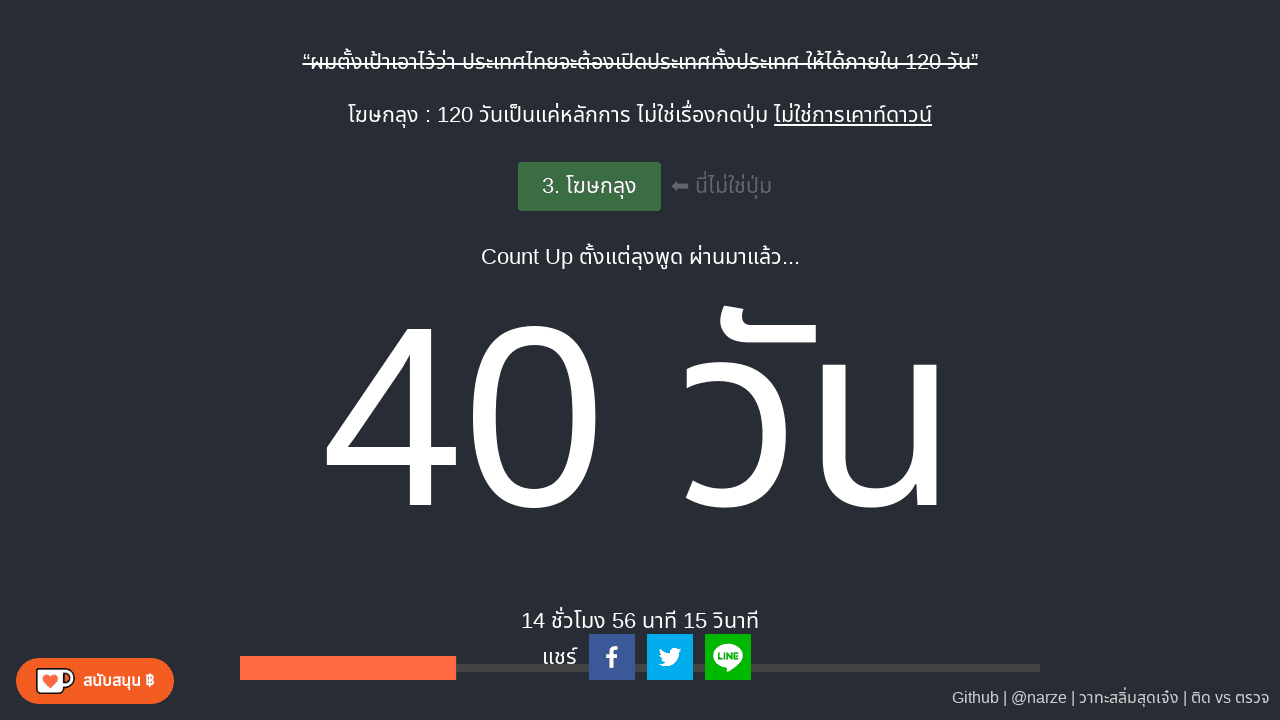 “ผมตั้งเป้าเอาไว้ว่า ประเทศไทยจะต้องเปิดประเทศทั้งประเทศ ให้ได้ภายใน 120 วัน”
โฆษกลุง : 120 วันเป็นแค่หลักการ ไม่ใช่เรื่องกดปุ่ม ไม่ใช่การเคาท์ดาวน์
3. โฆษกลุง ⬅ นี่ไม่ใช่ปุ่ม
Count Up ตั้งแต่ลุงพูด ผ่านมาแล้ว...
40 วัน
14 ชั่วโมง 56 นาที 15 วินาที
แชร์ LINE
สนับสนุน ฿
Github | @narze | วาทะสลิ่มสุดเจ๋ง | ติด vs ตรวจ